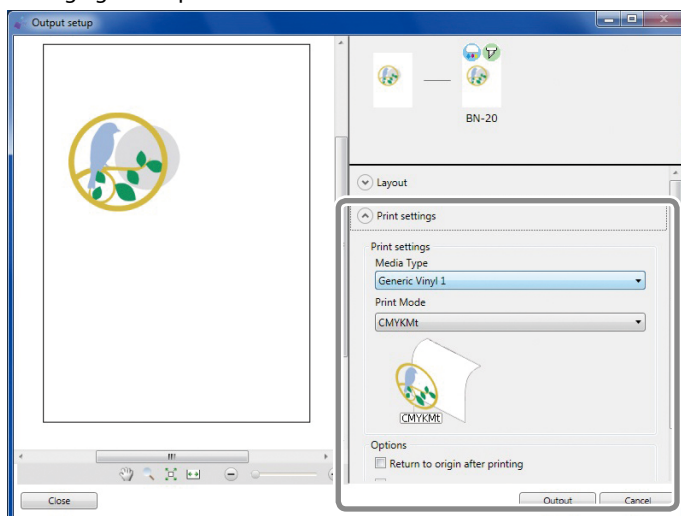 Output setup
BN-20
Layout
Print settings
Print settings
Media Type
Generic Vinyl 1
Print Mode
CMYKMt
CMYKMt
Options
Return to origin after printing
Close
Output
Cancel